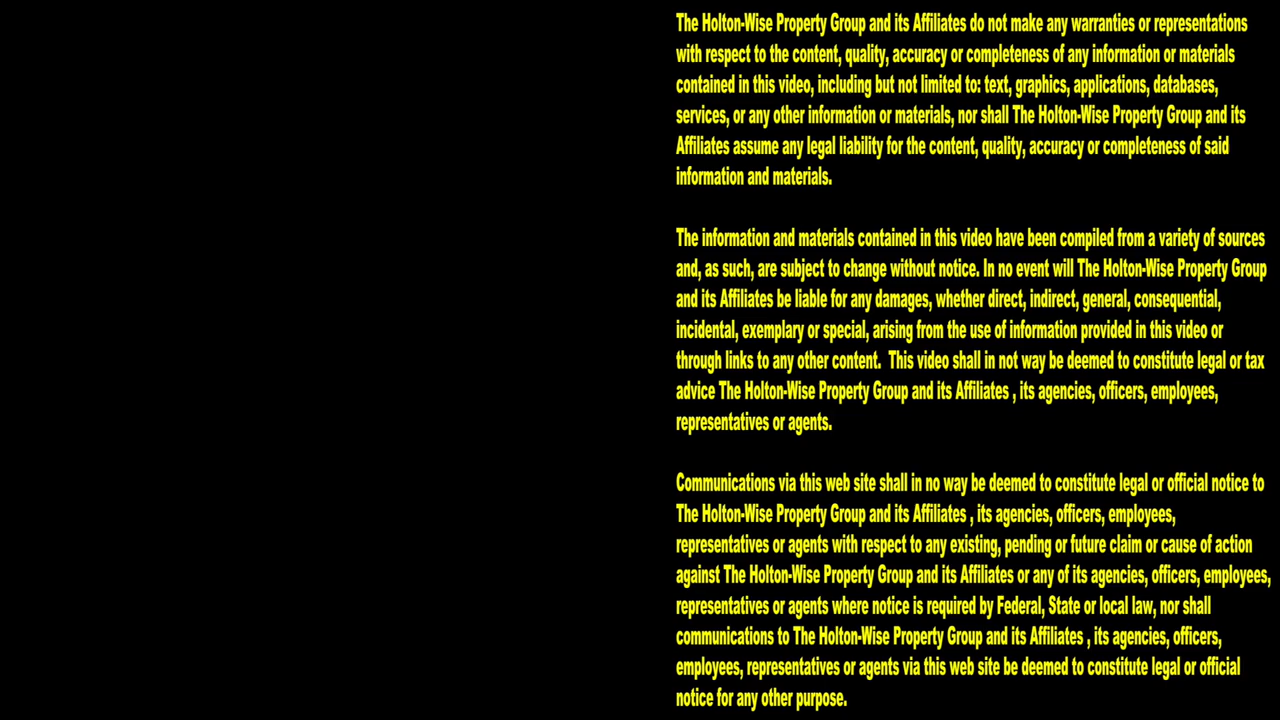 The Holton-Wise Property Group and its Affiliates do not make any warranties or representations
with respect to the content, quality, accuracy or completeness of any information or materials
contained in this video, including but not limited to: text, graphics, applications, databases,
services, or any other information or materials, nor shall The Holton-Wise Property Group and its
Affiliates assume any legal liability for the content, quality, accuracy or completeness of said
information and materials.
The information and materials contained in this video have been compiled from a variety of sources
and, as such, are subject to change without notice. In no event will The Holton-Wise Property Group
and its Affiliates be liable for any damages, whether direct, indirect, general, consequential,
incidental, exemplary or special, arising from the use of information provided in this video or
through links to any other content.  This video shall in not way be deemed to constitute legal or tax
advice The Holton-Wise Property Group and its Affiliates , its agencies, officers, employees,
representatives or agents.
Communications via this web site shall in no way be deemed to constitute legal or official notice to
The Holton-Wise Property Group and its Affiliates , its agencies, officers, employees,
representatives or agents with respect to any existing, pending or future claim or cause of action
against The Holton-Wise Property Group and its Affiliates or any of its agencies, officers, employees,
representatives or agents where notice is required by Federal, State or local law, nor shall
communications to The Holton-Wise Property Group and its Affiliates , its agencies, officers,
employees, representatives or agents via this web site be deemed to constitute legal or official
notice for any other purpose.